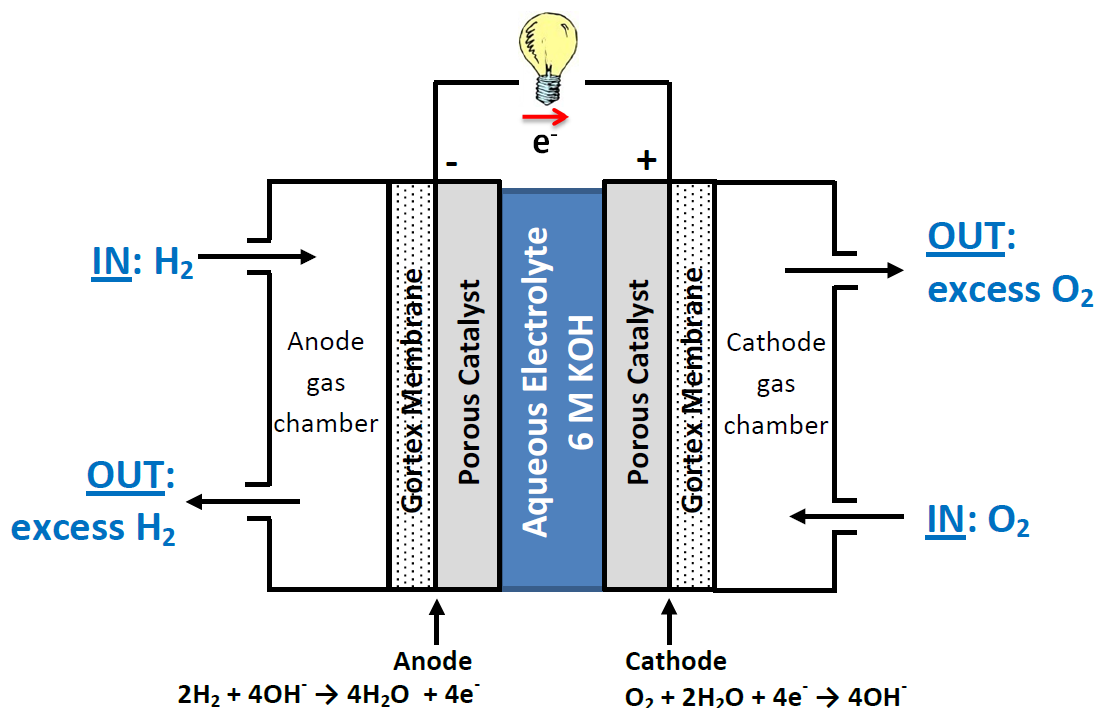 e⁻
-
+
IN: H₂
OUT:
excess H₂
Anode
gas
chamber
Gortex Membrane
Porous Catalyst
Aqueous Electrolyte
6 M KOH
Porous Catalyst
Gortex Membrane
Cathode
gas
chamber
OUT:
excess O₂
IN: O₂
Anode
2H₂ + 4OH⁻ → 4H₂O + 4e⁻
Cathode
O₂ + 2H₂O + 4e⁻ → 4OH⁻